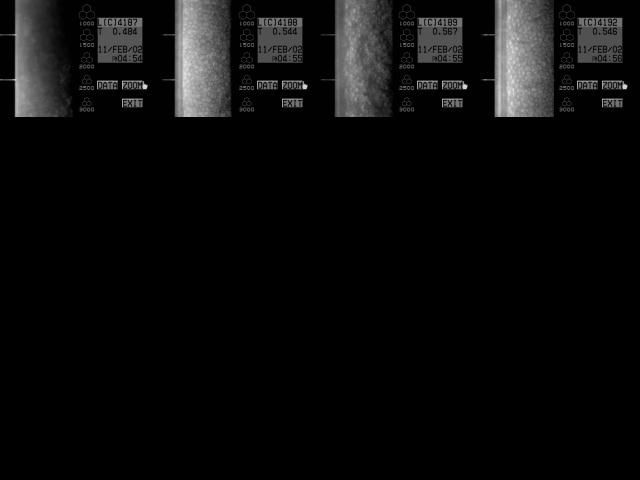 L(C)4187
T 0.484
11/FEB/02
PM04:54
1000
1500
2000
2500
3000
DATA ZOOM
EXIT
L(C)4188
T 0.544
11/FEB/02
PM04:55
1000
1500
2000
2500
3000
DATA ZOOM
EXIT
L(C)4189
T 0.567
11/FEB/02
PM04:55
1000
1500
2000
2500
3000
DATA ZOOM
EXIT
L(C)4192
T 0.546
11/FEB/02
PM04:56
1000
1500
2000
2500
3000
DATA ZOOM
EXIT